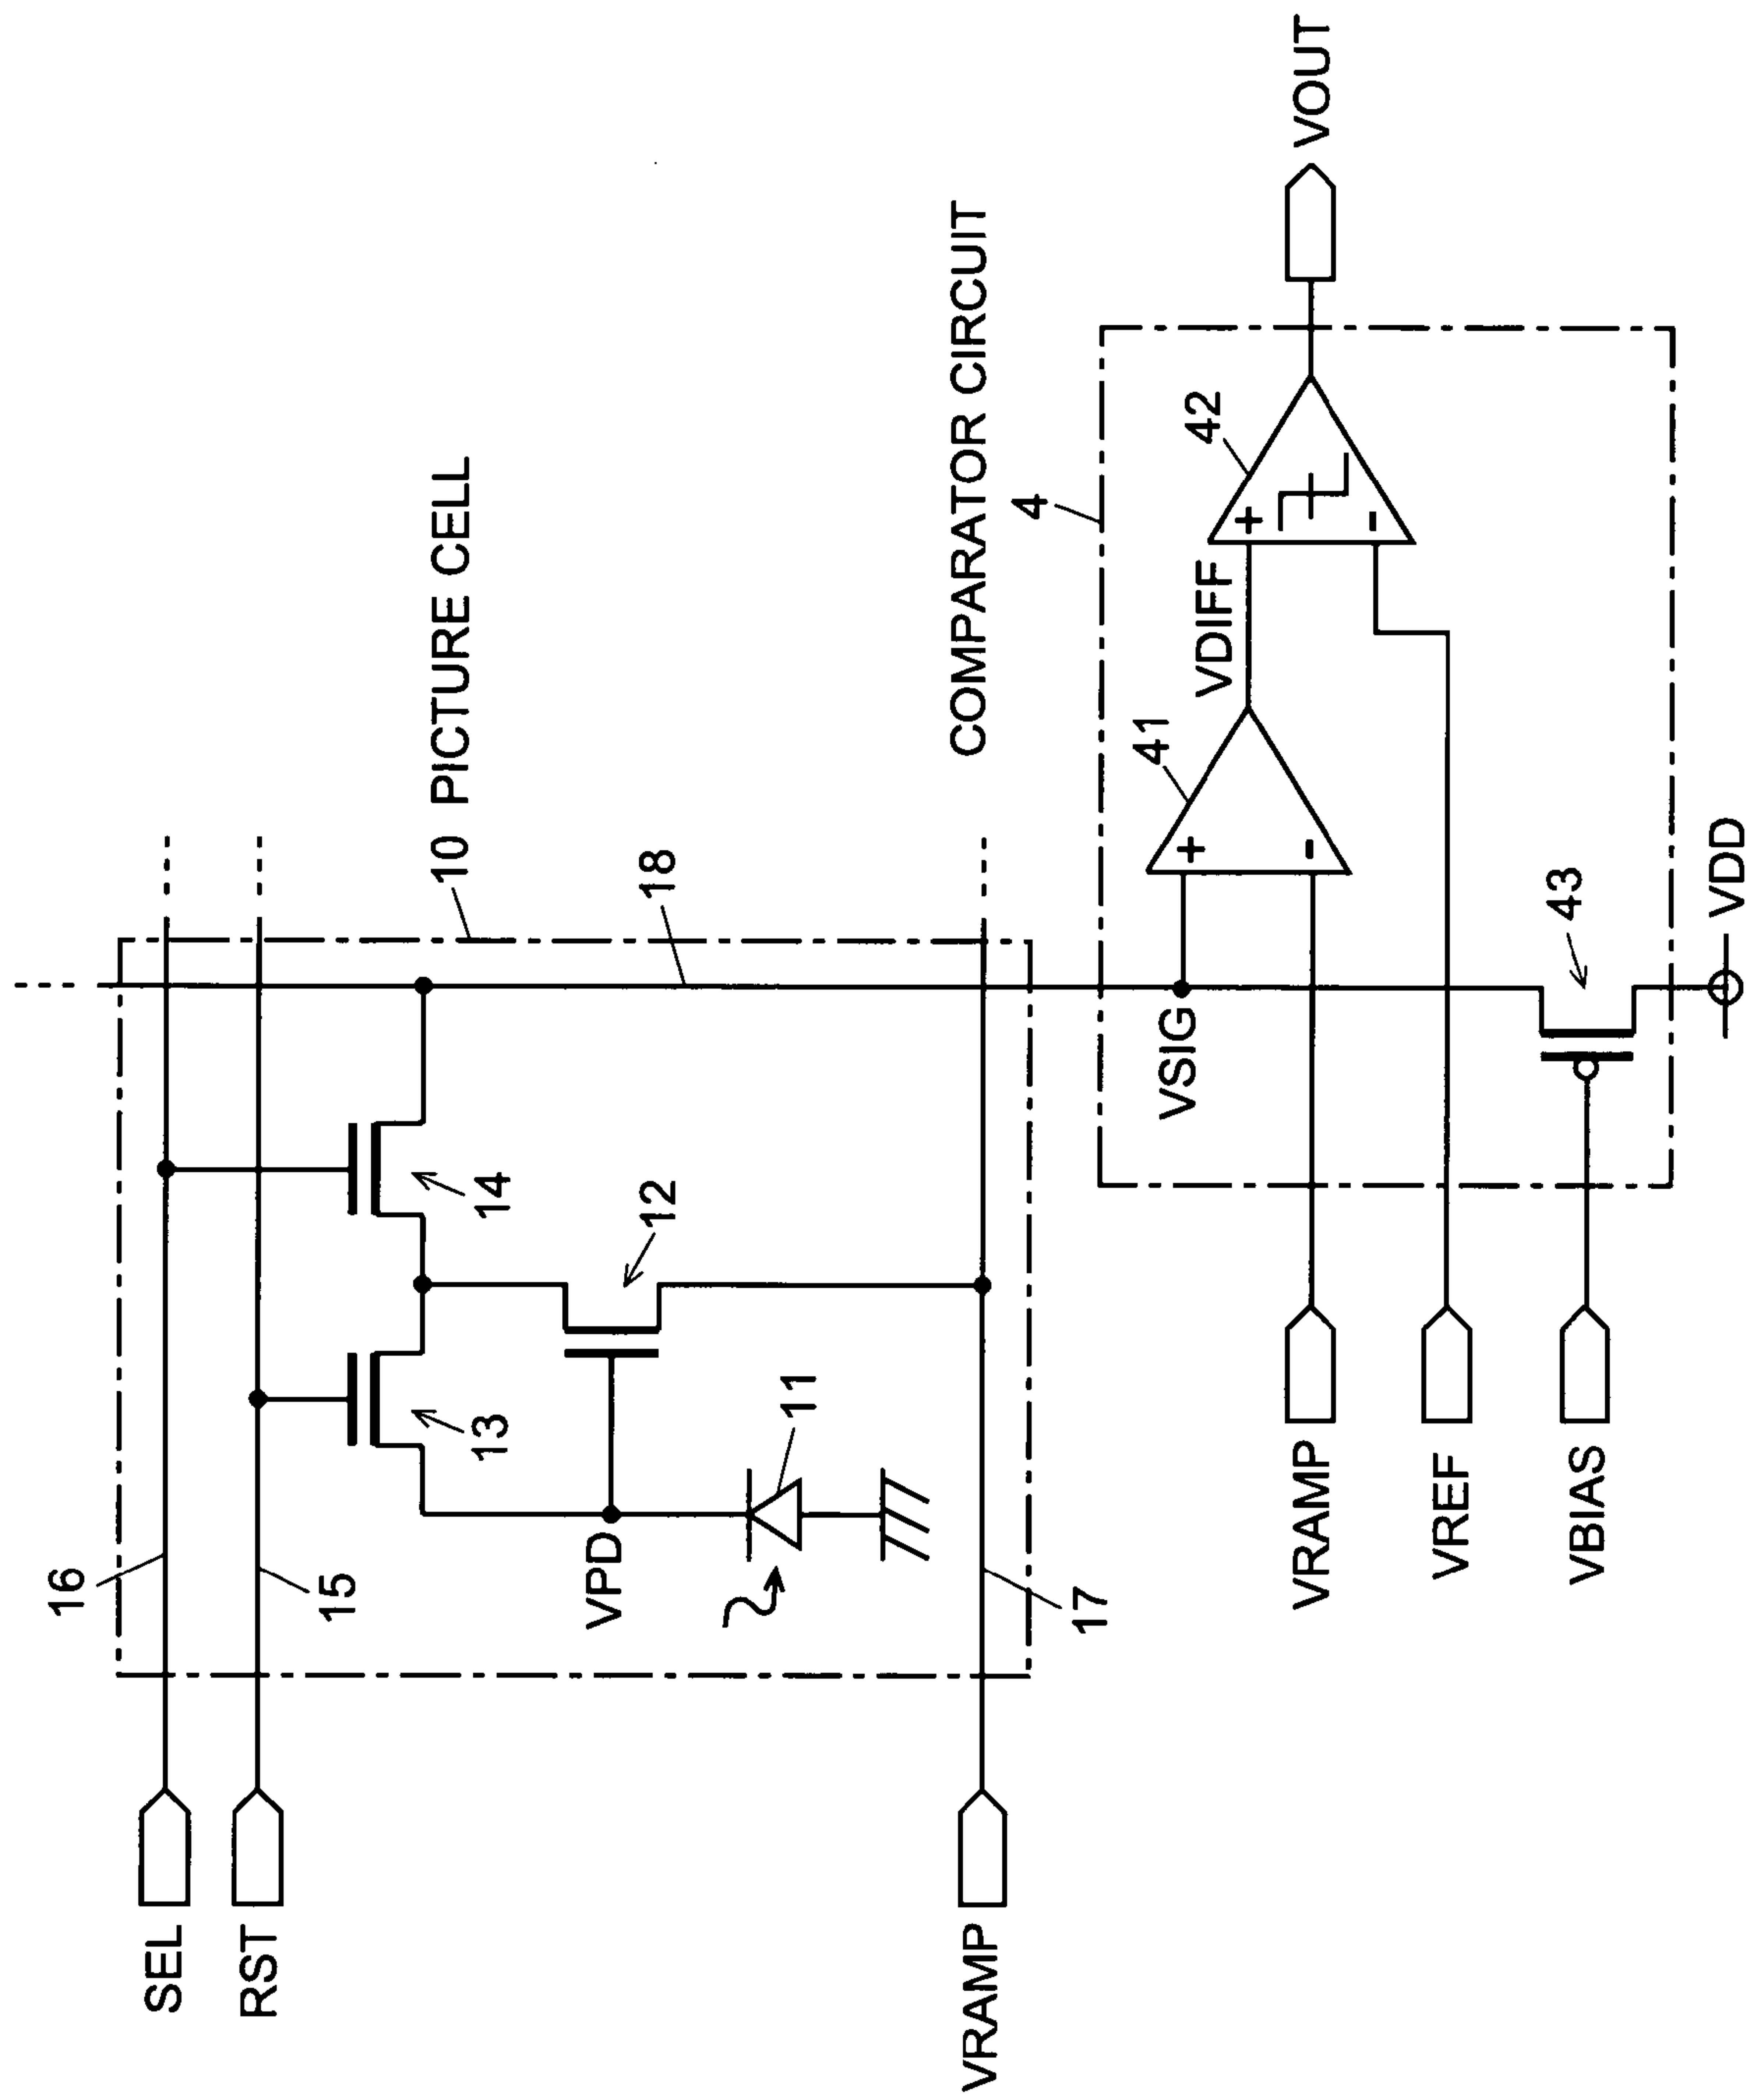 SEL
RST
VRAMP
16
15
17
VPD
11
13
12
14
18
10 PICTURE CELL
COMPARATOR CIRCUIT
4
VRAMP
VREF
VBIAS
VSIG
43
VDD
+
-
41
VDIFF
+
-
42
VOUT